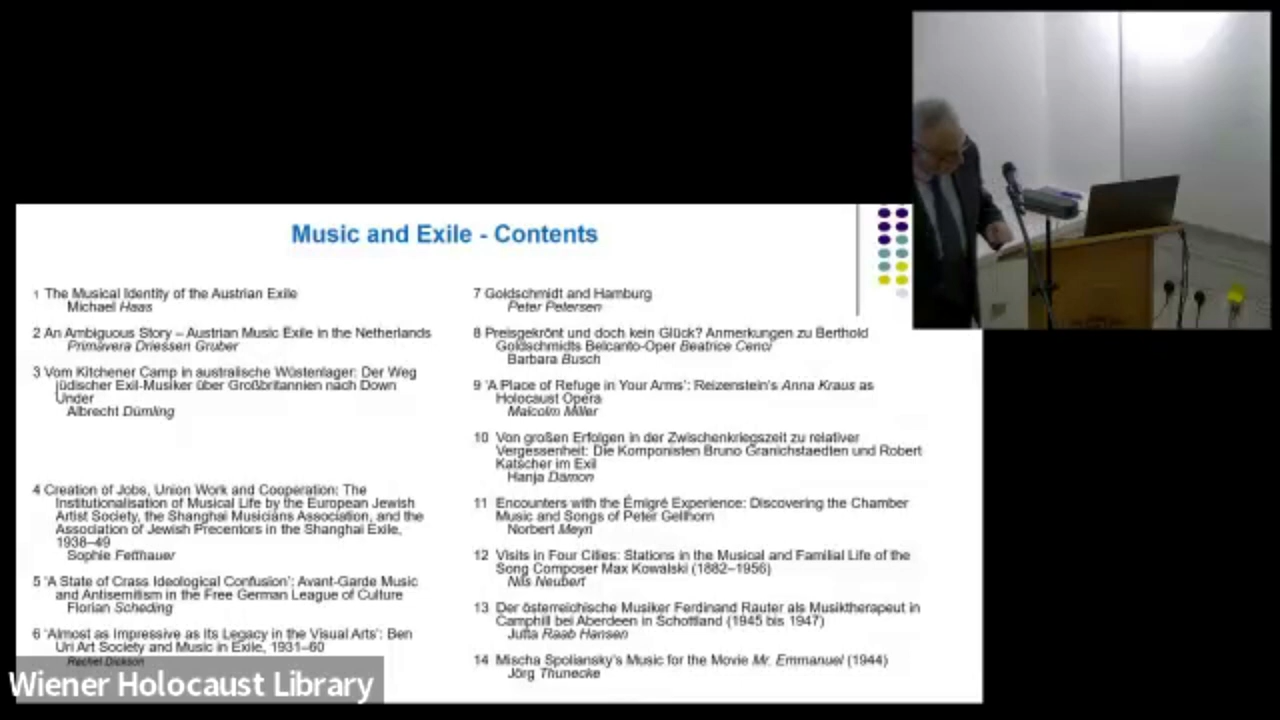 Music and Exile - Contents
1 The Musical Identity of the Austrian Exile
Michael Haas
2 An Ambiguous Story – Austrian Music Exile in the Netherlands
Primavera Driessen Gruber
3 Vom Kitchener Camp in australische Wüstenlager: Der Weg
jüdischer Exil-Musiker über Großbritannien nach Down
Under
Albrecht Dümling
4 Creation of Jobs, Union Work and Cooperation: The
Institutionalisation of Musical Life by the European Jewish
Artist Society, the Shanghai Musicians Association, and the
Association of Jewish Precentors in the Shanghai Exile,
1938–49
Sophie Fetthauer
5 ‘A State of Crass Ideological Confusion’: Avant-Garde Music
and Antisemitism in the Free German League of Culture
Florian Scheding
6 ‘Almost as Impressive as Its Legacy in the Visual Arts’: Ben
Uri Art Society and Music in Exile, 1931–60
Rachel Dickson
7 Goldschmidt and Hamburg
Peter Petersen
8 Preisgekrönt und doch kein Glück? Anmerkungen zu Berthold
Goldschmidts Belcanto-Oper Beatrice Cenci
Barbara Busch
9 ‘A Place of Refuge in Your Arms’: Reizenstein’s Anna Kraus as
Holocaust Opera
Malcolm Miller
10 Von großen Erfolgen in der Zwischenkriegszeit zu relativer
Vergessenheit: Die Komponisten Bruno Granichstaedten und Robert
Katscher im Exil
Hanja Dämon
11 Encounters with the Émigré Experience: Discovering the Chamber
Music and Songs of Peter Gellhorn
Norbert Meyn
12 Visits in Four Cities: Stations in the Musical and Familial Life of the
Song Composer Max Kowalski (1882–1956)
Nils Neubert
13 Der österreichische Musiker Ferdinand Rauter als Musiktherapeut in
Camphill bei Aberdeen in Schottland (1945 bis 1947)
Jutta Raab Hansen
14 Mischa Spoliansky’s Music for the Movie Mr. Emmanuel (1944)
Jörg Thunecke
Wiener Holocaust Library